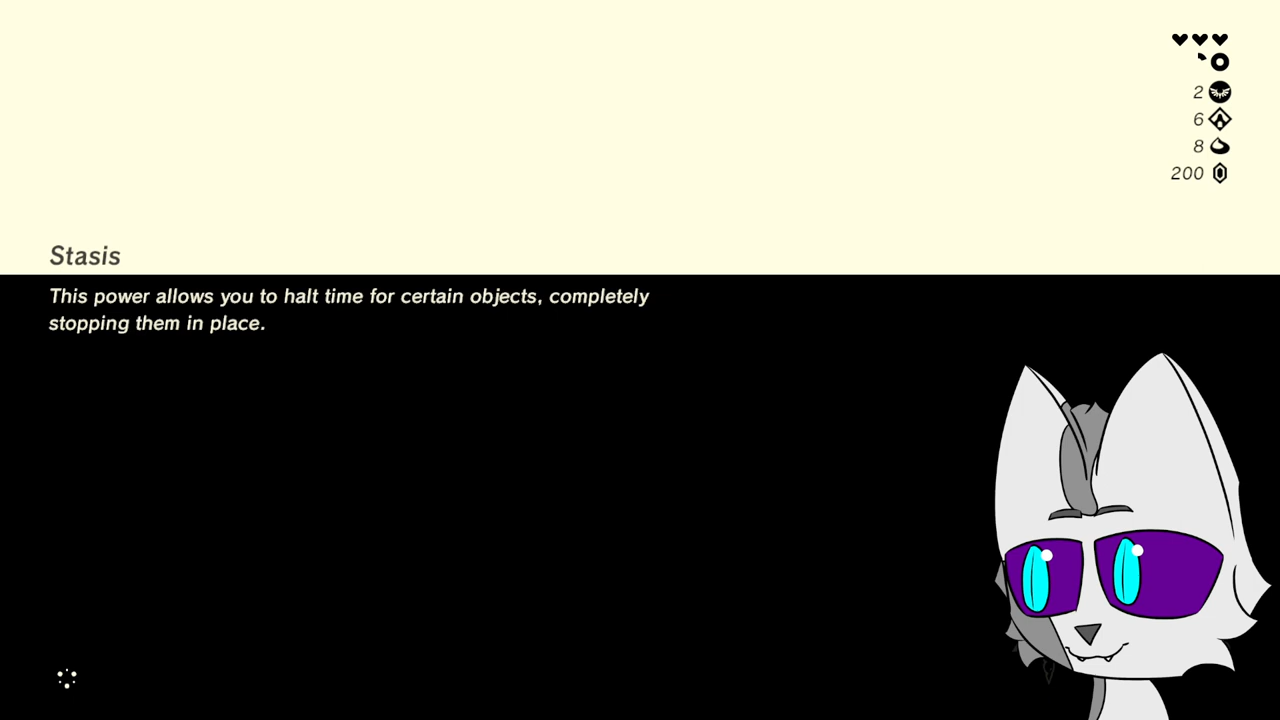 2
6
8
200
Stasis
This power allows you to halt time for certain objects, completely
stopping them in place.